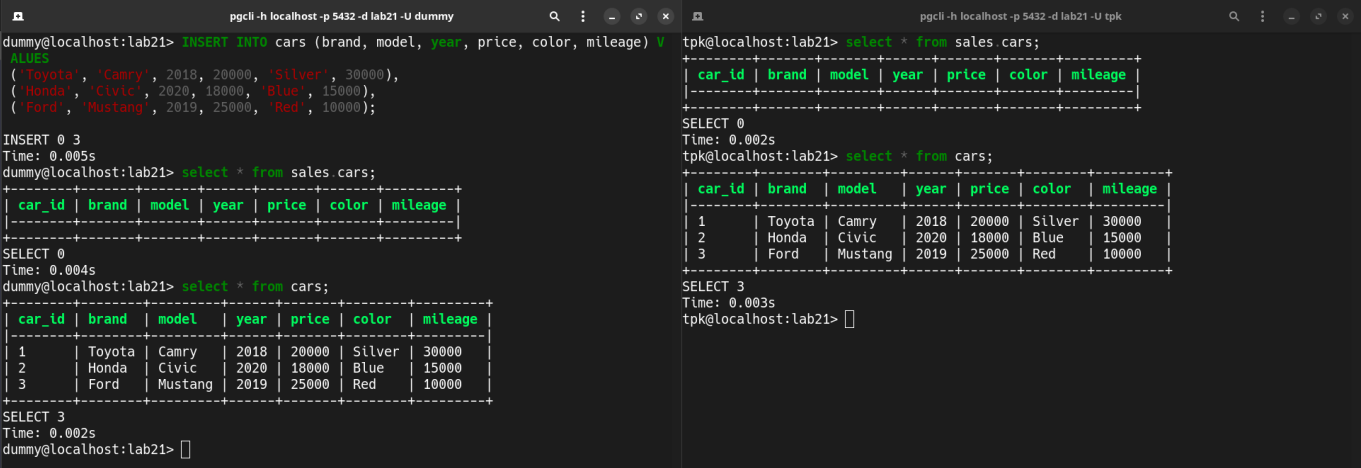 pgcli -h localhost -p 5432 -d lab21 -U dummy
dummy@localhost:lab21> INSERT INTO cars (brand, model, year, price, color, mileage) V
 ALUES
 ('Toyota', 'Camry', 2018, 20000, 'Silver', 30000),
 ('Honda', 'Civic', 2020, 18000, 'Blue', 15000),
 ('Ford', 'Mustang', 2019, 25000, 'Red', 10000);
INSERT 0 3
Time: 0.005s
dummy@localhost:lab21> select * from sales.cars;
+--------+-------+-------+------+-------+-------+---------+
| car_id | brand | model | year | price | color | mileage |
|--------+-------+-------+------+-------+-------+---------|
+--------+-------+-------+------+-------+-------+---------+
SELECT 0
Time: 0.004s
dummy@localhost:lab21> select * from cars;
+--------+--------+---------+------+-------+--------+---------+
| car_id | brand  | model   | year | price | color  | mileage |
|--------+--------+---------+------+-------+--------+---------|
| 1      | Toyota | Camry   | 2018 | 20000 | Silver | 30000   |
| 2      | Honda  | Civic   | 2020 | 18000 | Blue   | 15000   |
| 3      | Ford   | Mustang | 2019 | 25000 | Red    | 10000   |
+--------+--------+---------+------+-------+--------+---------+
SELECT 3
Time: 0.002s
dummy@localhost:lab21>
pgcli -h localhost -p 5432 -d lab21 -U tpk
tpk@localhost:lab21> select * from sales.cars;
+--------+-------+-------+------+-------+-------+---------+
| car_id | brand | model | year | price | color | mileage |
|--------+-------+-------+------+-------+-------+---------|
+--------+-------+-------+------+-------+-------+---------+
SELECT 0
Time: 0.002s
tpk@localhost:lab21> select * from cars;
+--------+--------+---------+------+-------+--------+---------+
| car_id | brand  | model   | year | price | color  | mileage |
|--------+--------+---------+------+-------+--------+---------|
| 1      | Toyota | Camry   | 2018 | 20000 | Silver | 30000   |
| 2      | Honda  | Civic   | 2020 | 18000 | Blue   | 15000   |
| 3      | Ford   | Mustang | 2019 | 25000 | Red    | 10000   |
+--------+--------+---------+------+-------+--------+---------+
SELECT 3
Time: 0.003s
tpk@localhost:lab21>